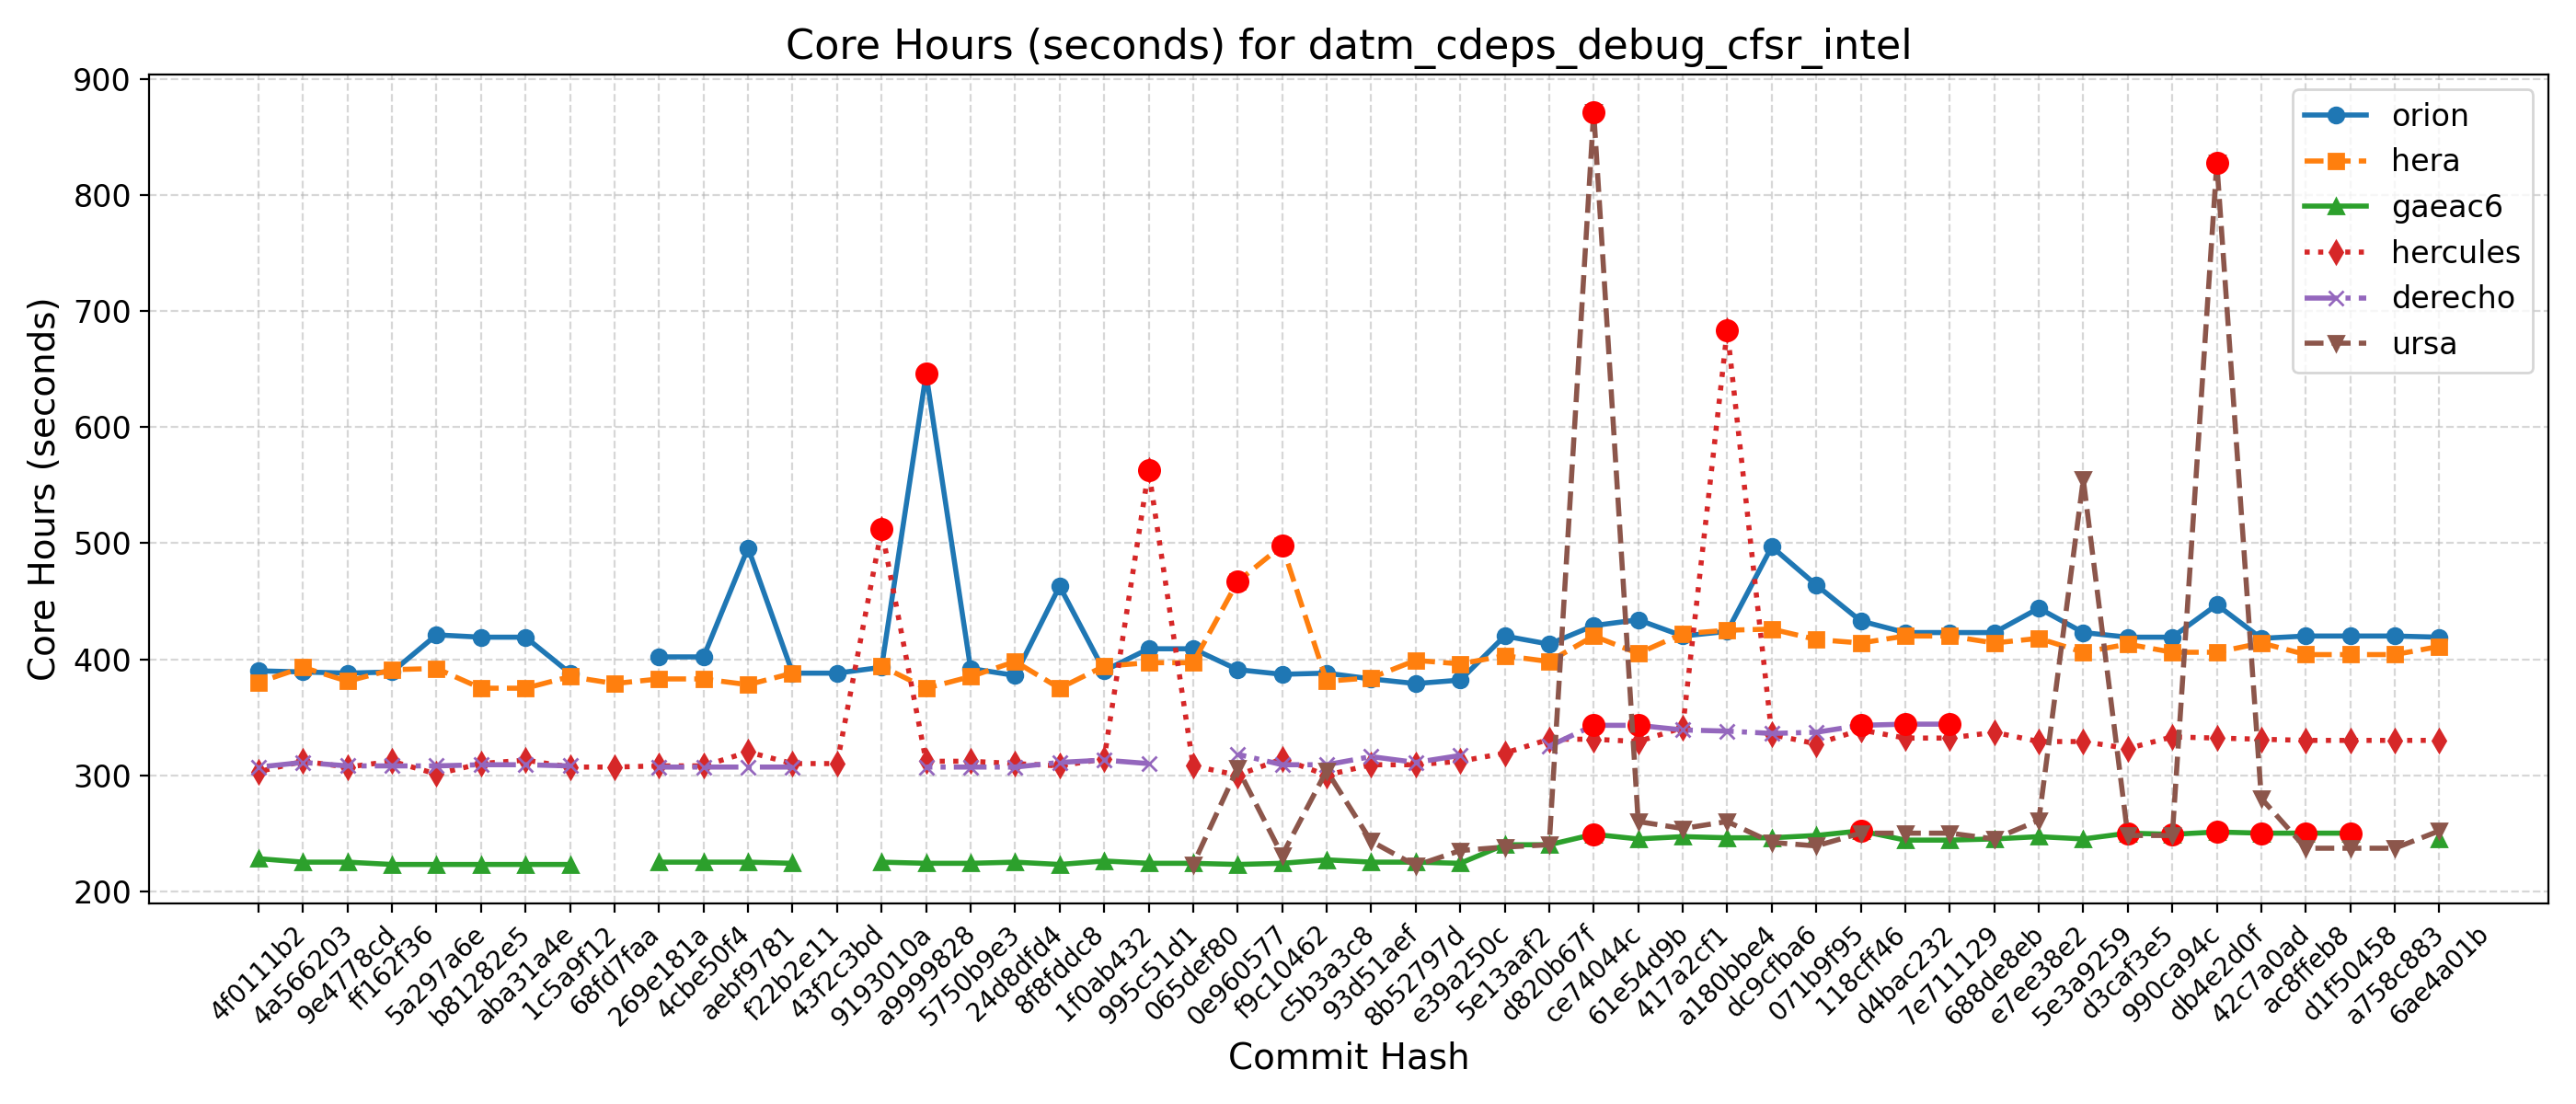 Core Hours (seconds) for datm_cdeps_debug_cfsr_intel
Core Hours (seconds)
900
800
700
600
500
400
300
200
orion
hera
gaeac6
hercules
derecho
ursa
4f0111b2
4a566203
9e4778cd
ff162f36
5a297a6e
b81282e5
aba31a4e
1c5a9f12
68fd7faa
269e181a
4cbe50f4
aebf9781
f22b2e11
43f2c3bd
9193010a
a9999828
5750b9e3
24d8dfd4
8f8fddc8
1f0ab432
995c51d1
065def80
0e960577
f9c10462
c5b3a3c8
93d51aef
8b52797d
e39a250c
5e13aaf2
d820b67f
ce74044c
61e54d9b
417a2cf1
a180bbe4
dc9cfba6
071b9f95
118cff46
d4bac232
7e711129
688de8eb
e7ee38e2
5e3a9259
d3caf3e5
990ca94c
db4e2d0f
42c7a0ad
ac8ffeb8
d1f50458
a758c883
6ae4a01b
Commit Hash